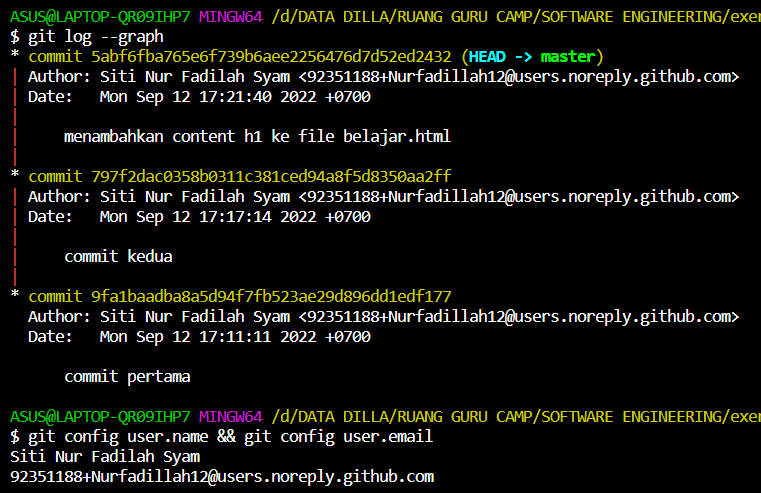 ASUS@LAPTOP-QR09IHP7 MINGW64 /d/DATA DILLA/RUANG GURU CAMP/SOFTWARE ENGINEERING/exer
$ git log --graph
* commit 5abf6fba765e6f739b6aee2256476d7d52ed2432 (HEAD -> master)
| Author: Siti Nur Fadilah Syam <92351188+Nurfadillah12@users.noreply.github.com>
| Date:   Mon Sep 12 17:21:40 2022 +0700
|
|     menambahkan content h1 ke file belajar.html
|
* commit 797f2dac0358b0311c381ced94a8f5d8350aa2ff
| Author: Siti Nur Fadilah Syam <92351188+Nurfadillah12@users.noreply.github.com>
| Date:   Mon Sep 12 17:17:14 2022 +0700
|
|     commit kedua
|
* commit 9fa1baadba8a5d94f7fb523ae29d896dd1edf177
  Author: Siti Nur Fadilah Syam <92351188+Nurfadillah12@users.noreply.github.com>
  Date:   Mon Sep 12 17:11:11 2022 +0700

      commit pertama

ASUS@LAPTOP-QR09IHP7 MINGW64 /d/DATA DILLA/RUANG GURU CAMP/SOFTWARE ENGINEERING/exer
$ git config user.name && git config user.email
Siti Nur Fadilah Syam
92351188+Nurfadillah12@users.noreply.github.com